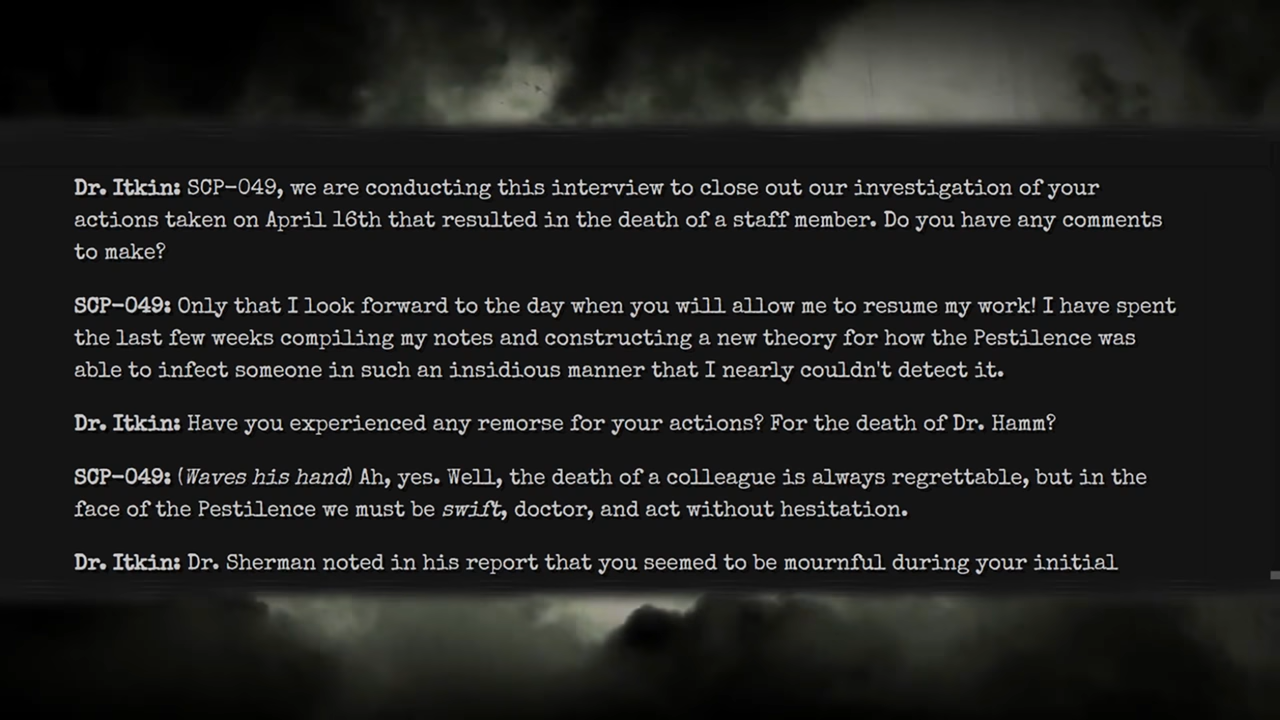 Dr. Itkin: SCP-049, we are conducting this interview to close out our investigation of your
actions taken on April 16th that resulted in the death of a staff member. Do you have any comments
to make?
SCP-049: Only that I look forward to the day when you will allow me to resume my work! I have spent
the last few weeks compiling my notes and constructing a new theory for how the Pestilence was
able to infect someone in such an insidious manner that I nearly couldn't detect it.
Dr. Itkin: Have you experienced any remorse for your actions? For the death of Dr. Hamm?
SCP-049: (Waves his hand) Ah, yes. Well, the death of a colleague is always regrettable, but in the
face of the Pestilence we must be swift, doctor, and act without hesitation.
Dr. Itkin: Dr. Sherman noted in his report that you seemed to be mournful during your initial